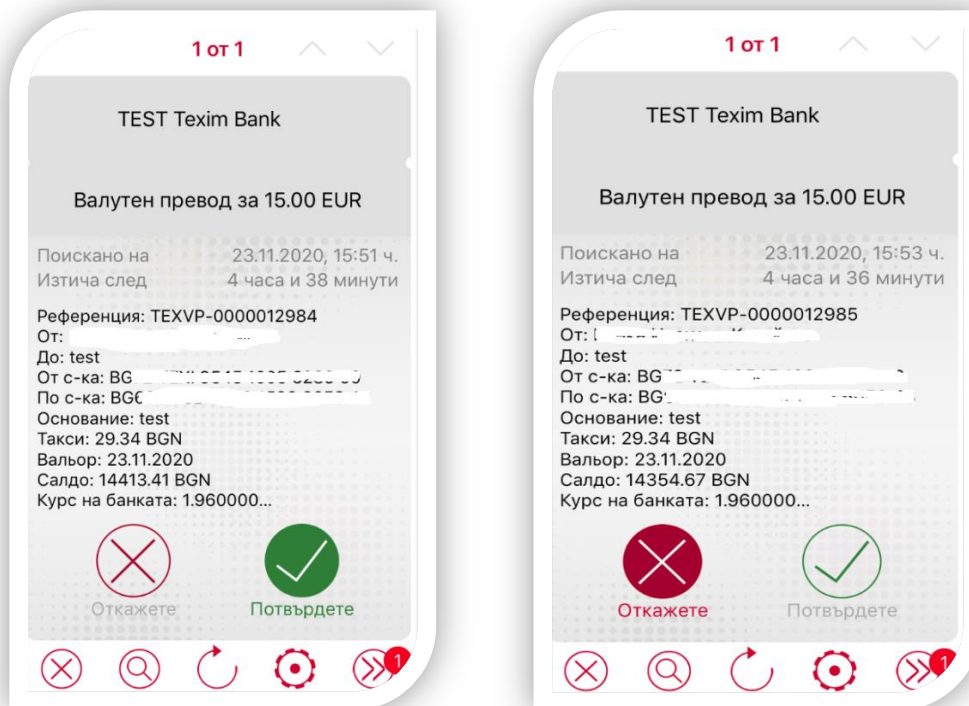 1 от 1
TEST Texim Bank
Валутен превод за 15.00 EUR
Поискано на 23.11.2020, 15:51 ч.
Изтича след 4 часа и 38 минути
Референция: TEXVP-0000012984
От:
До: test
От с-ка: BG
По с-ка: BG
Основание: test
Такси: 29.34 BGN
Вальор: 23.11.2020
Салдо: 14413.41 BGN
Курс на банката: 1.960000...
Откажете Потвърдете
1
1 от 1
TEST Texim Bank
Валутен превод за 15.00 EUR
Поискано на 23.11.2020, 15:53 ч.
Изтича след 4 часа и 36 минути
Референция: TEXVP-0000012985
От:
До: test
От с-ка: BG
По с-ка: BG
Основание: test
Такси: 29.34 BGN
Вальор: 23.11.2020
Салдо: 14354.67 BGN
Курс на банката: 1.960000...
Откажете Потвърдете
1